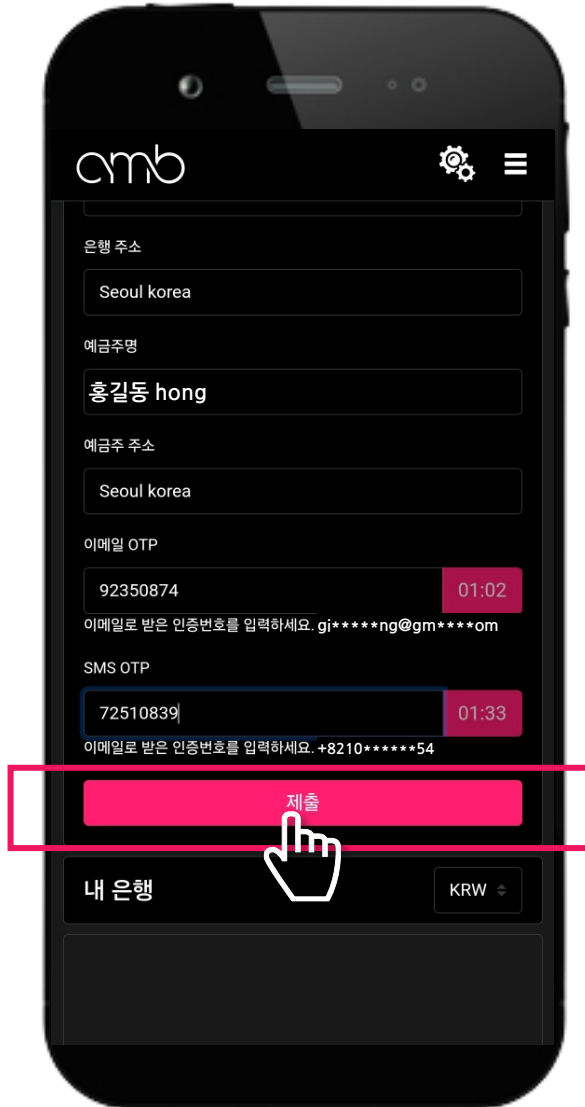 amb
은행 주소
Seoul korea
예금주명
홍길동 hong
예금주 주소
Seoul korea
이메일 OTP
92350874 01:02
이메일로 받은 인증번호를 입력하세요. gi*****ng@gm****om
SMS OTP
72510839 01:33
이메일로 받은 인증번호를 입력하세요. +8210******54
제출
내 은행 KRW